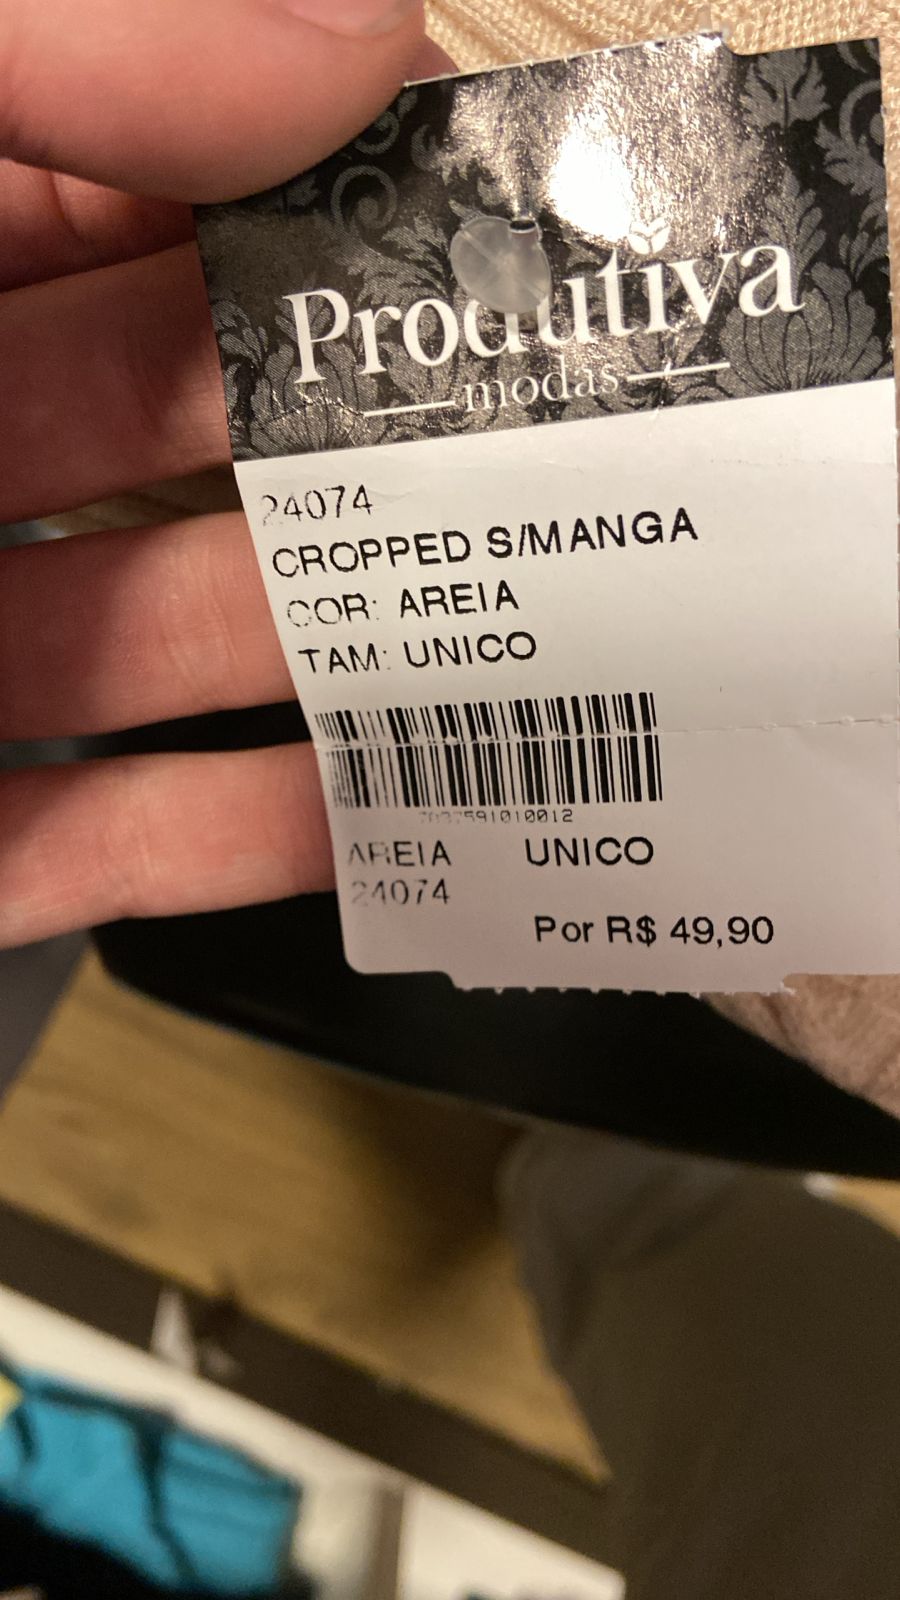 Produtiva
modas
24074
CROPPED S/MANGA
COR: AREIA
TAM: UNICO
AREIA UNICO
24074
Por R$ 49,90